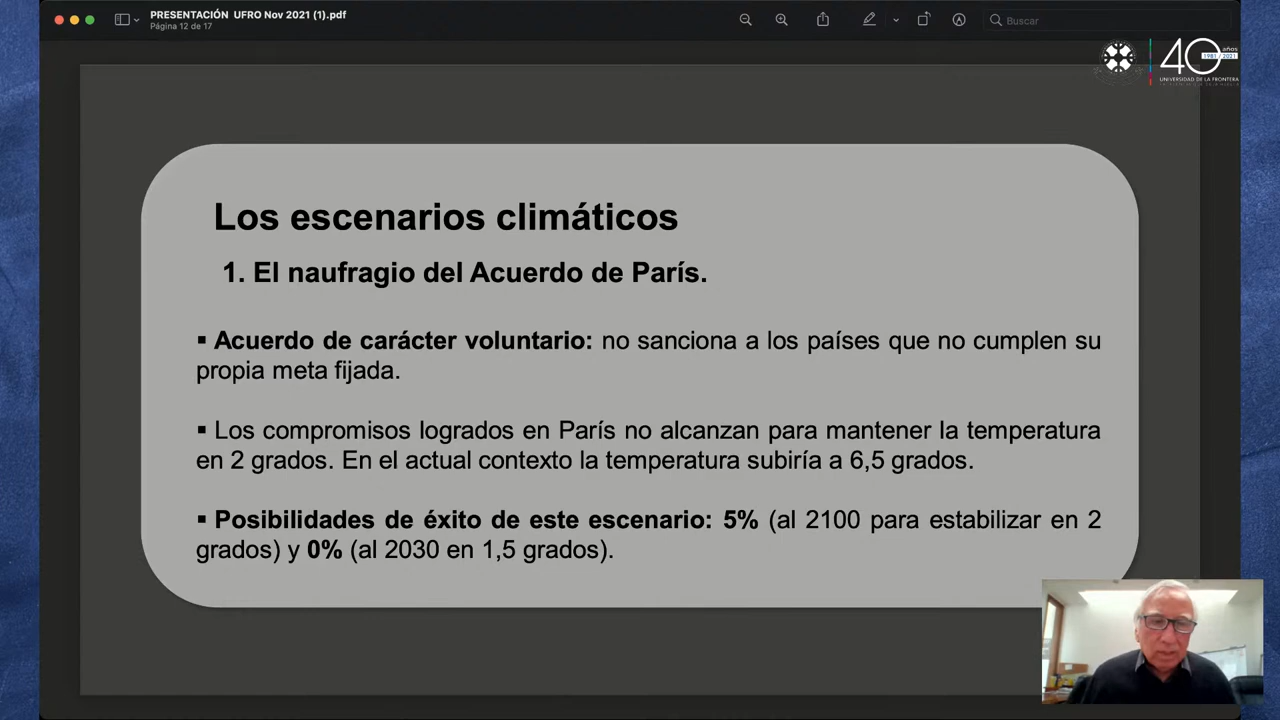 PRESENTACIÓN UFRO Nov 2021 (1).pdf
Página 12 de 17
Buscar
40 años
1981 / 2021
UNIVERSIDAD DE LA FRONTERA
Los escenarios climáticos
1. El naufragio del Acuerdo de París.
▪ Acuerdo de carácter voluntario: no sanciona a los países que no cumplen su
propia meta fijada.
▪ Los compromisos logrados en París no alcanzan para mantener la temperatura
en 2 grados. En el actual contexto la temperatura subiría a 6,5 grados.
▪ Posibilidades de éxito de este escenario: 5% (al 2100 para estabilizar en 2
grados) y 0% (al 2030 en 1,5 grados).